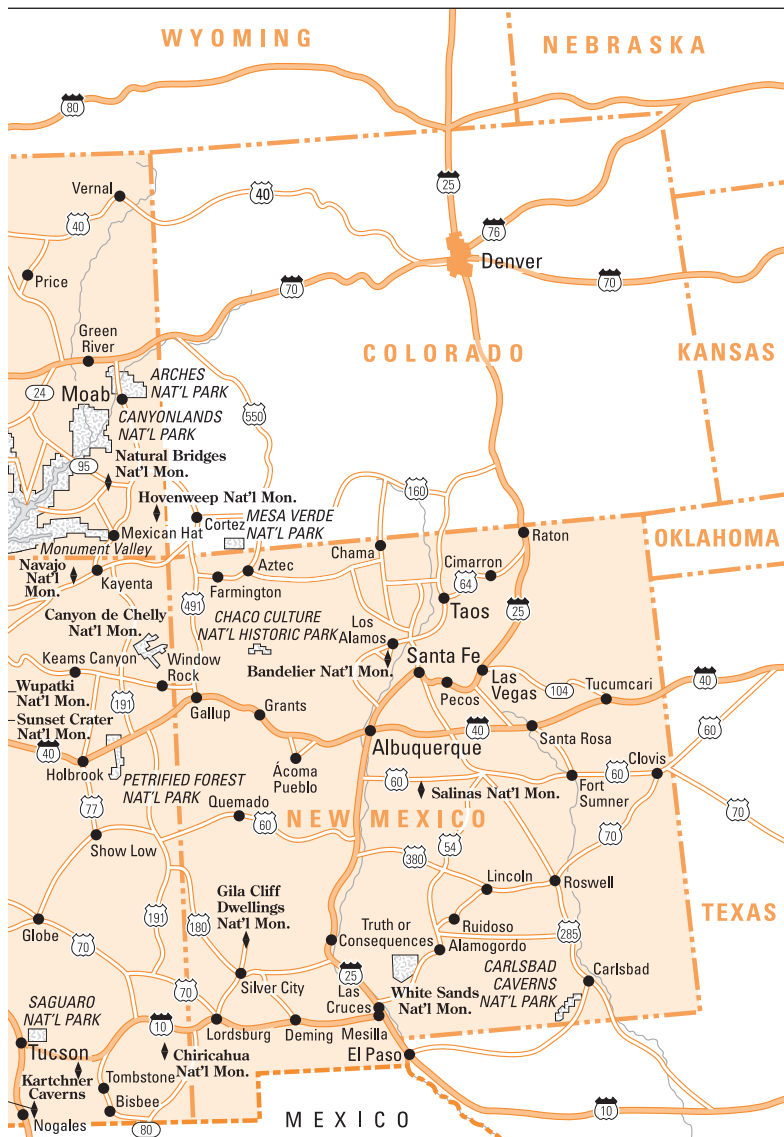 WYOMING
NEBRASKA
80
25
Vernal
40
40
76
Denver
Price
70
70
Green
River
COLORADO
KANSAS
ARCHES
NAT'L PARK
24
Moab
CANYONLANDS
NAT'L PARK
550
Natural Bridges
Nat'l Mon.
95
160
Hovenweep Nat'l Mon.
Cortez
MESA VERDE
NAT'L PARK
Mexican Hat
Monument Valley
Raton
OKLAHOMA
Chama
Navajo
Nat'l
Mon.
Kayenta
Aztec
Farmington
Cimarron
64
Taos
25
491
CHACO CULTURE
NAT'L HISTORIC PARK
Canyon de Chelly
Nat'l Mon.
Los
Alamos
Santa Fe
Bandelier Nat'l Mon.
Keams Canyon
Window
Rock
Las
Vegas
Pecos
104
Tucumcari
40
Wupatki
Nat'l Mon.
191
Gallup
Grants
Sunset Crater
Nat'l Mon.
40
Albuquerque
40
Santa Rosa
60
Holbrook
PETRIFIED FOREST
NAT'L PARK
Ácoma
Pueblo
Clovis
60
60
Fort
Sumner
Salinas Nat'l Mon.
77
Quemado
60
NEW MEXICO
70
70
Show Low
380
54
Lincoln
Roswell
Gila Cliff
Dwellings
Nat'l Mon.
191
180
TEXAS
Globe
70
Truth or
Consequences
Ruidoso
Alamogordo
285
25
CARLSBAD
CAVERNS
NAT'L PARK
Carlsbad
Silver City
White Sands
Nat'l Mon.
70
Las
Cruces
SAGUARO
NAT'L PARK
10
Lordsburg
Deming
Mesilla
Tucson
Chiricahua
Nat'l Mon.
El Paso
Kartchner
Caverns
Tombstone
Bisbee
10
Nogales
80
MEXICO